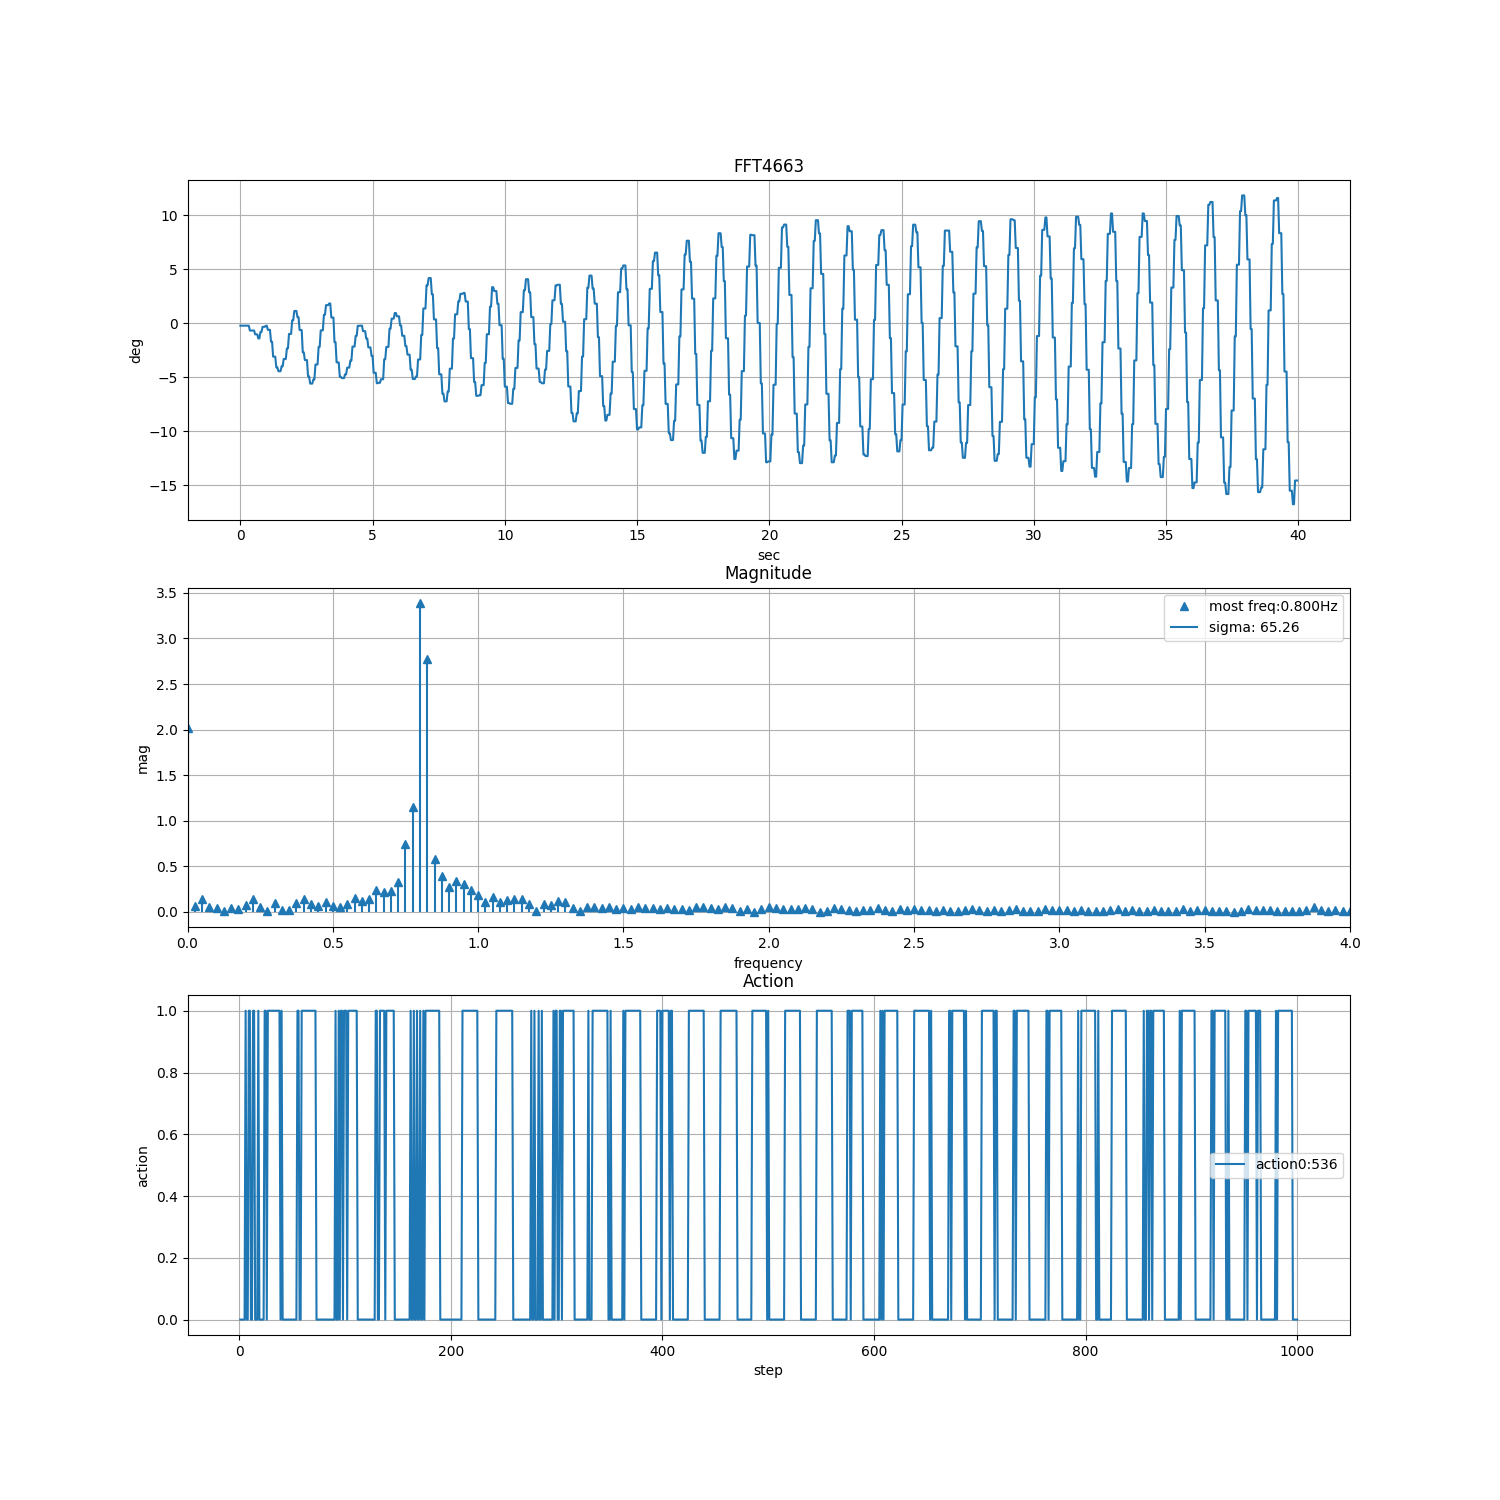 FFT4663
10
5
0
−5
−10
−15
deg
0 5 10 15 20 25 30 35 40
sec
Magnitude
3.5
3.0
2.5
2.0
1.5
1.0
0.5
0.0
mag
most freq:0.800Hz
sigma: 65.26
0.0 0.5 1.0 1.5 2.0 2.5 3.0 3.5 4.0
frequency
Action
1.0
0.8
0.6
0.4
0.2
0.0
action
action0:536
0 200 400 600 800 1000
step